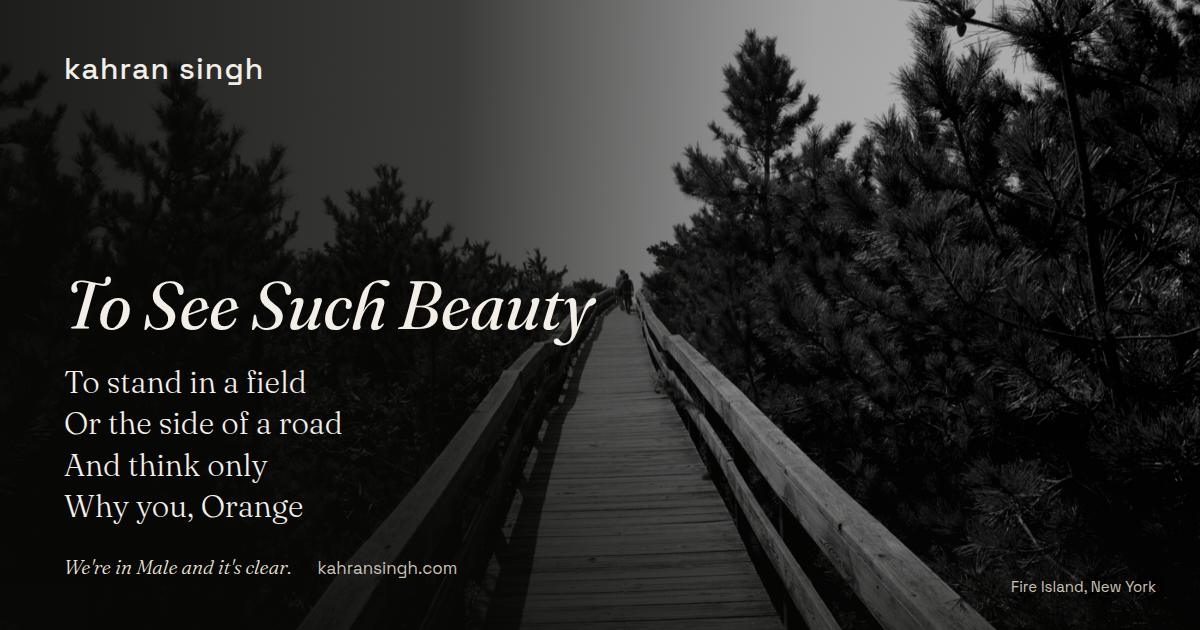 kahran singh
To See Such Beauty
To stand in a field
Or the side of a road
And think only
Why you, Orange
We're in Male and it's clear. kahransingh.com
Fire Island, New York